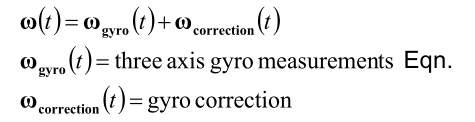 ω(t) = ω_gyro(t) + ω_correction(t)
ω_gyro(t) = three axis gyro measurements Eqn.
ω_correction(t) = gyro correction